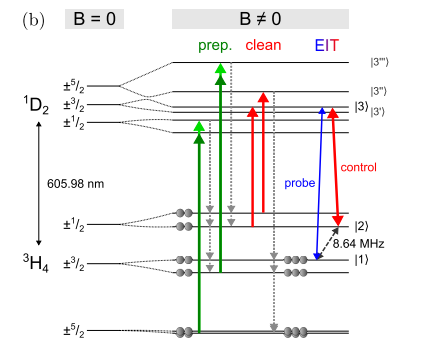 (b)
B = 0
B ≠ 0
prep.
clean
EIT
|3''''⟩
±⁵/²
|3''⟩
¹D₂
±³/²
|3⟩
|3'⟩
±¹/²
control
605.98 nm
probe
±¹/²
|2⟩
8.64 MHz
³H₄
±³/²
|1⟩
±⁵/²